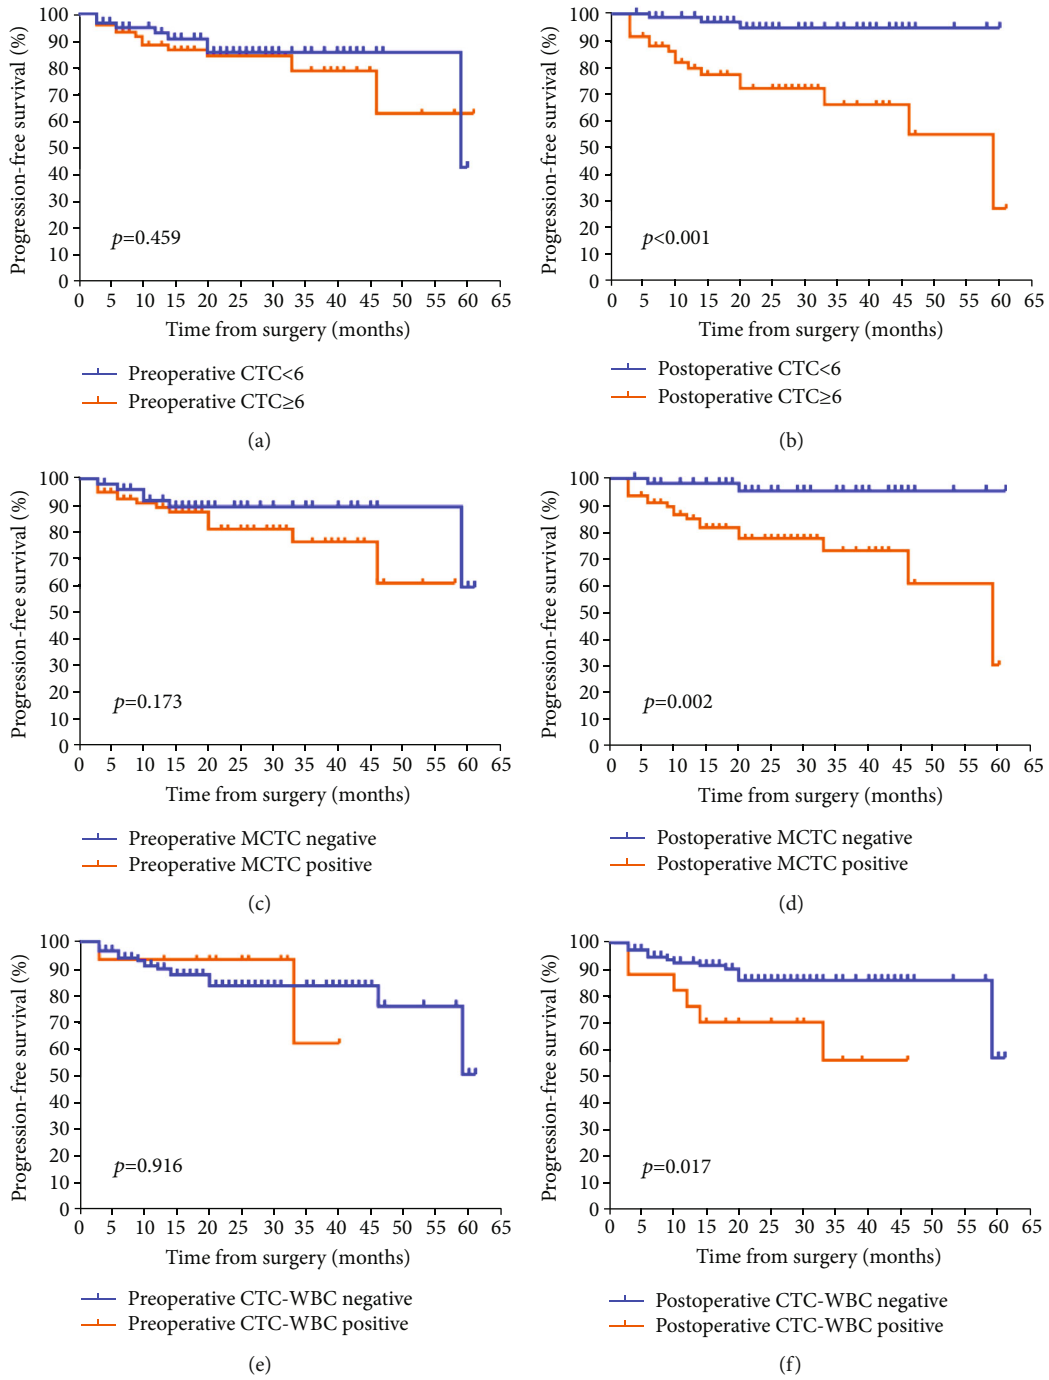 Progression-free survival (%)
100
90
80
70
60
50
40
30
20
10
0
p=0.459
0 5 10 15 20 25 30 35 40 45 50 55 60 65
Time from surgery (months)
Preoperative CTC<6
Preoperative CTC≥6
(a)
Progression-free survival (%)
100
90
80
70
60
50
40
30
20
10
0
p<0.001
0 5 10 15 20 25 30 35 40 45 50 55 60 65
Time from surgery (months)
Postoperative CTC<6
Postoperative CTC≥6
(b)
Progression-free survival (%)
100
90
80
70
60
50
40
30
20
10
0
p=0.173
0 5 10 15 20 25 30 35 40 45 50 55 60 65
Time from surgery (months)
Preoperative MCTC negative
Preoperative MCTC positive
(c)
Progression-free survival (%)
100
90
80
70
60
50
40
30
20
10
0
p=0.002
0 5 10 15 20 25 30 35 40 45 50 55 60 65
Time from surgery (months)
Postoperative MCTC negative
Postoperative MCTC positive
(d)
Progression-free survival (%)
100
90
80
70
60
50
40
30
20
10
0
p=0.916
0 5 10 15 20 25 30 35 40 45 50 55 60 65
Time from surgery (months)
Preoperative CTC-WBC negative
Preoperative CTC-WBC positive
(e)
Progression-free survival (%)
100
90
80
70
60
50
40
30
20
10
0
p=0.017
0 5 10 15 20 25 30 35 40 45 50 55 60 65
Time from surgery (months)
Postoperative CTC-WBC negative
Postoperative CTC-WBC positive
(f)